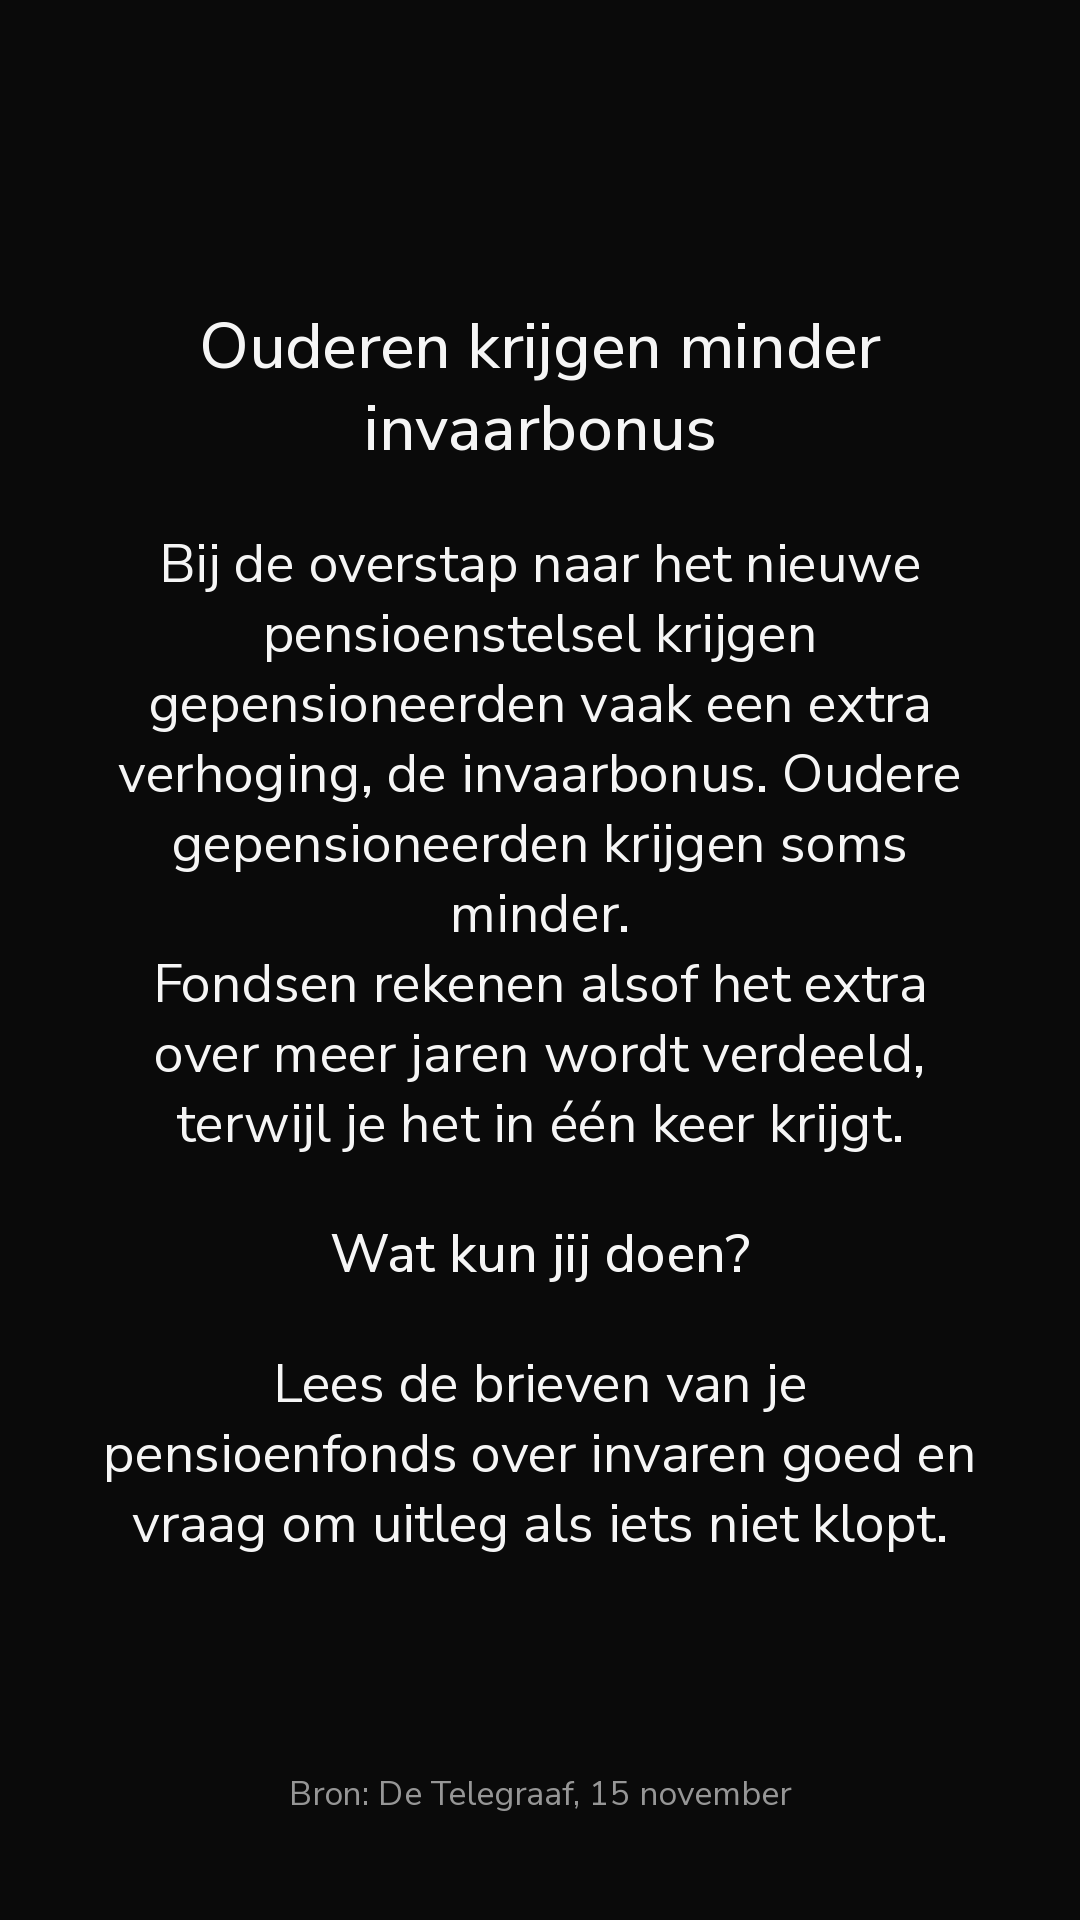 Ouderen krijgen minder
invaarbonus
Bij de overstap naar het nieuwe
pensioenstelsel krijgen
gepensioneerden vaak een extra
verhoging, de invaarbonus. Oudere
gepensioneerden krijgen soms
minder.
Fondsen rekenen alsof het extra
over meer jaren wordt verdeeld,
terwijl je het in één keer krijgt.
Wat kun jij doen?
Lees de brieven van je
pensioenfonds over invaren goed en
vraag om uitleg als iets niet klopt.
Bron: De Telegraaf, 15 november